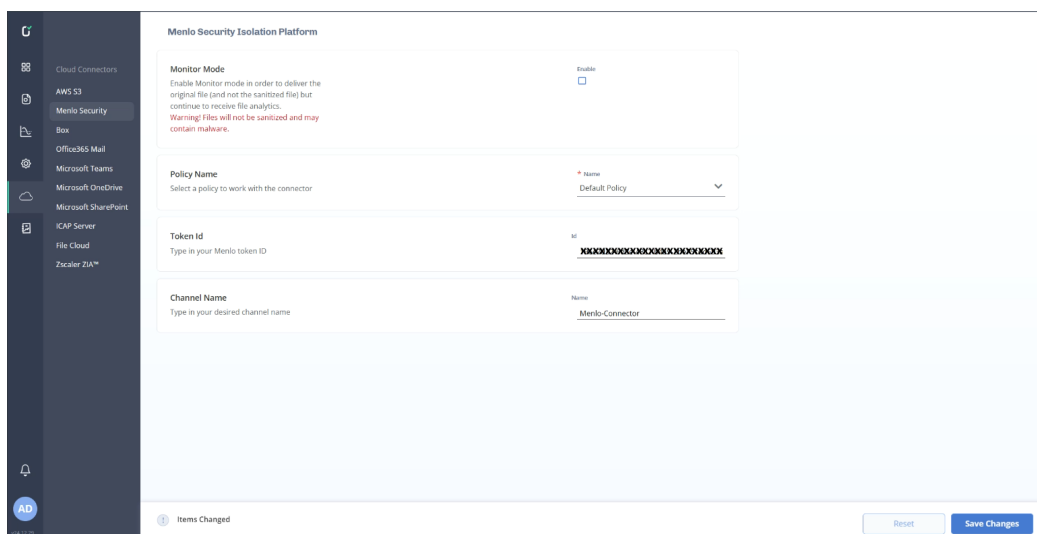 Menlo Security Isolation Platform
Cloud Connectors
AWS S3
Menlo Security
Box
Office365 Mail
Microsoft Teams
Microsoft OneDrive
Microsoft SharePoint
ICAP Server
File Cloud
Zscaler ZIA™
Monitor Mode
Enable Monitor mode in order to deliver the
original file (and not the sanitized file) but
continue to receive file analytics.
Warning! Files will not be sanitized and may
contain malware.
Enable
Policy Name
Select a policy to work with the connector
* Name
Default Policy
Token Id
Type in your Menlo token ID
Id
XXXXXXXXXXXXXXXXXXXXXXXX
Channel Name
Type in your desired channel name
Name
Menlo-Connector
AD
Items Changed
Reset
Save Changes